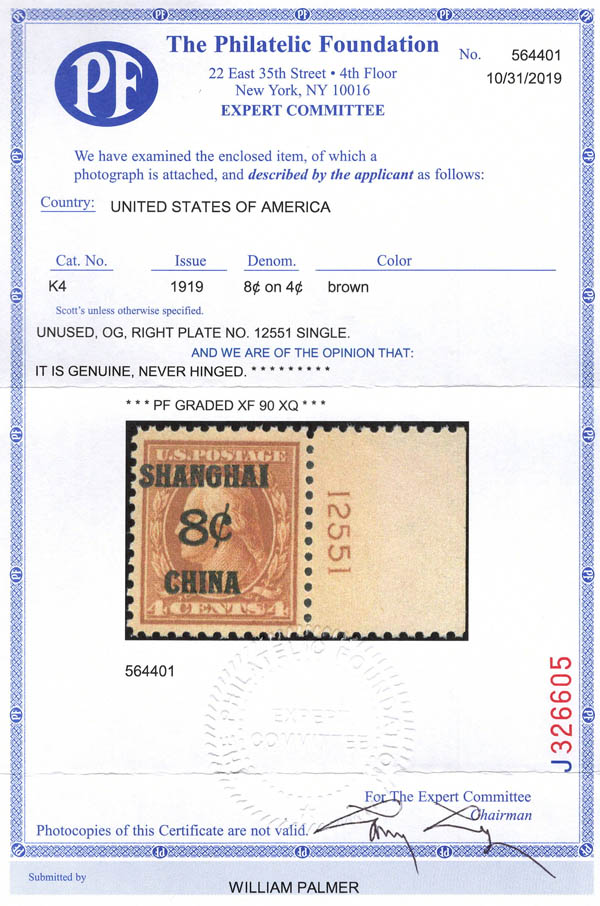 PF
The Philatelic Foundation
22 East 35th Street • 4th Floor
New York, NY 10016
EXPERT COMMITTEE
No. 564401
10/31/2019
We have examined the enclosed item, of which a
photograph is attached, and described by the applicant as follows:
Country: UNITED STATES OF AMERICA
Cat. No. Issue Denom. Color
K4 1919 8¢ on 4¢ brown
Scott's unless otherwise specified.
UNUSED, OG, RIGHT PLATE NO. 12551 SINGLE.
AND WE ARE OF THE OPINION THAT:
IT IS GENUINE, NEVER HINGED. * * * * * * * * *
* * * PF GRADED XF 90 XQ * * *
U.S. POSTAGE
SHANGHAI
8¢
CHINA
4 CENTS 4
12551
564401
THE PHILATELIC FOUNDATION
EXPERT
COMMITTEE
J326605
For The Expert Committee
Chairman
Photocopies of this Certificate are not valid.
Submitted by
WILLIAM PALMER